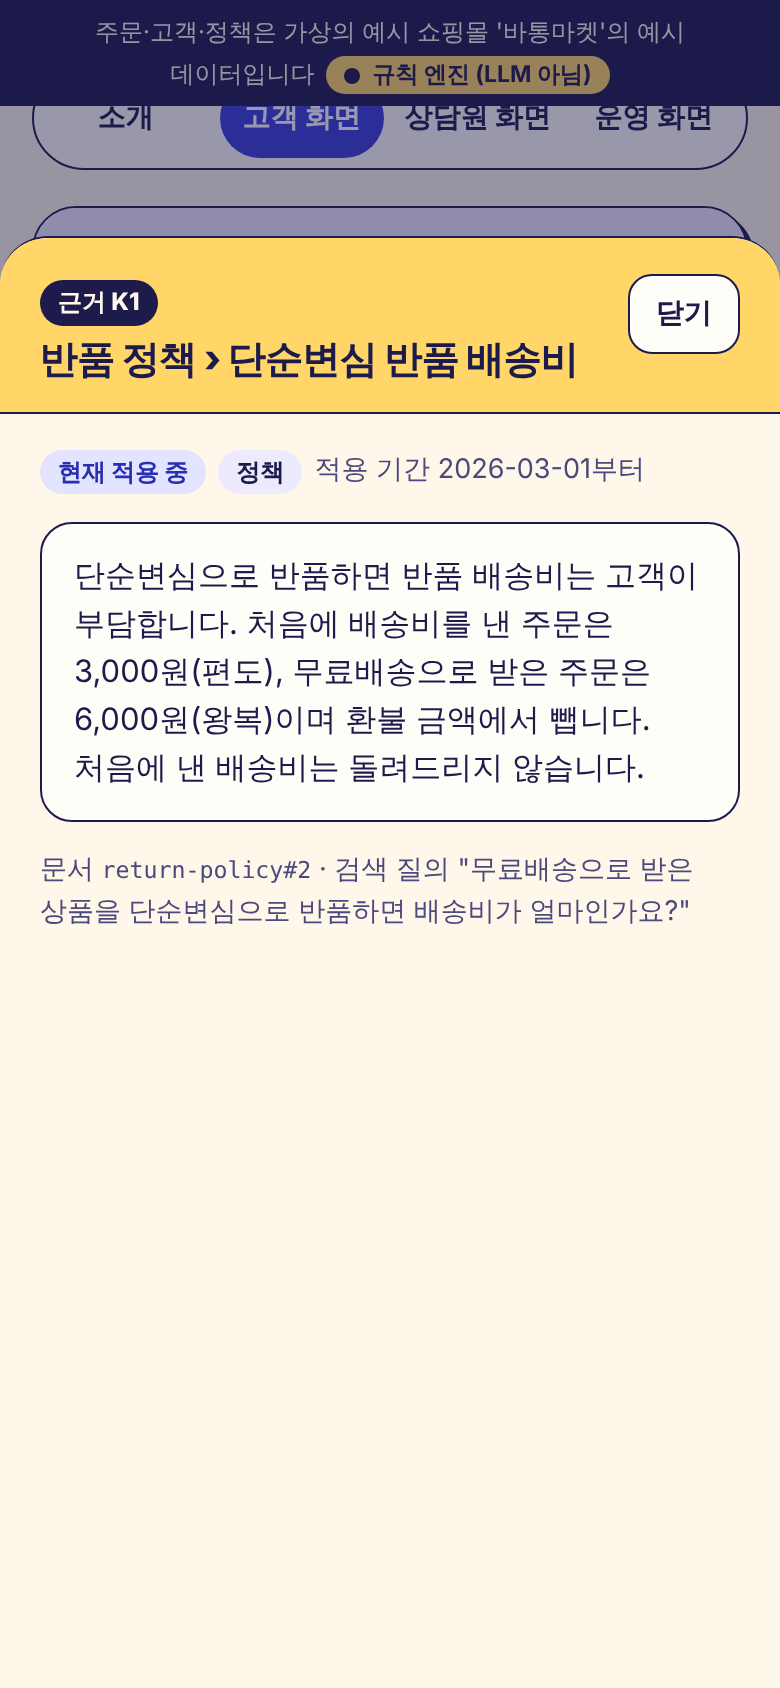 주문·고객·정책은 가상의 예시 쇼핑몰 '바통마켓'의 예시
데이터입니다 ● 규칙 엔진 (LLM 아님)
소개 고객 화면 상담원 화면 운영 화면
근거 K1
닫기
반품 정책 › 단순변심 반품 배송비
현재 적용 중 정책 적용 기간 2026-03-01부터
단순변심으로 반품하면 반품 배송비는 고객이
부담합니다. 처음에 배송비를 낸 주문은
3,000원(편도), 무료배송으로 받은 주문은
6,000원(왕복)이며 환불 금액에서 뺍니다.
처음에 낸 배송비는 돌려드리지 않습니다.
문서 return-policy#2 · 검색 질의 "무료배송으로 받은
상품을 단순변심으로 반품하면 배송비가 얼마인가요?"